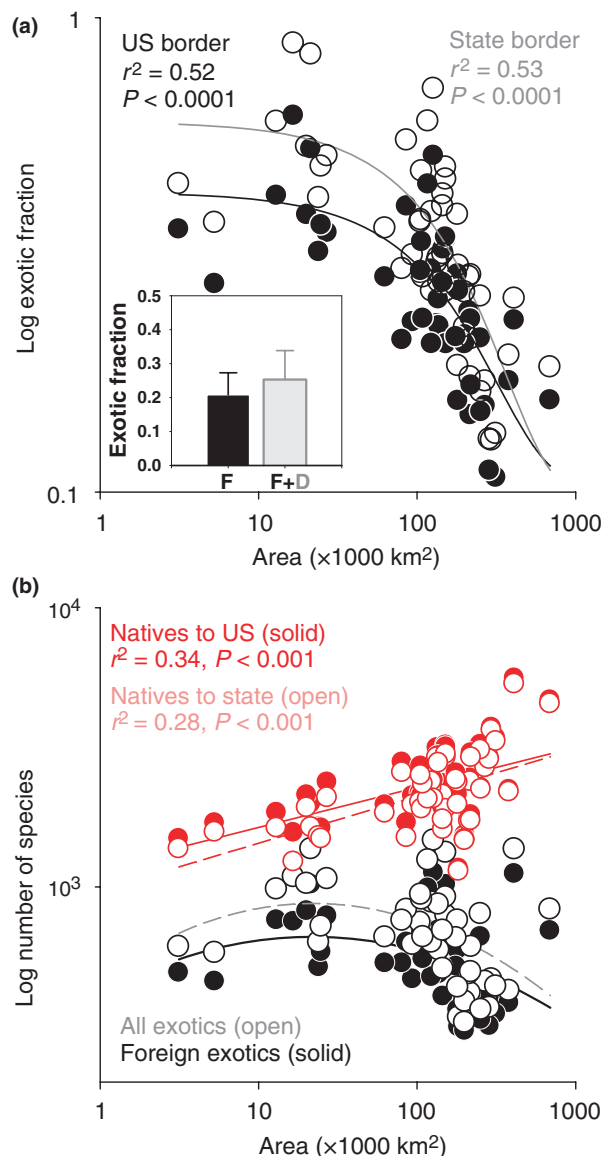 (a)
1
US border
r² = 0.52
P < 0.0001
State border
r² = 0.53
P < 0.0001
Log exotic fraction
0.5
0.4
0.3
0.2
0.1
0.0
Exotic fraction
F F+D
0.1
1 10 100 1000
Area (×1000 km²)
(b)
10⁴
Natives to US (solid)
r² = 0.34, P < 0.001
Natives to state (open)
r² = 0.28, P < 0.001
Log number of species
10³
All exotics (open)
Foreign exotics (solid)
1 10 100 1000
Area (×1000 km²)